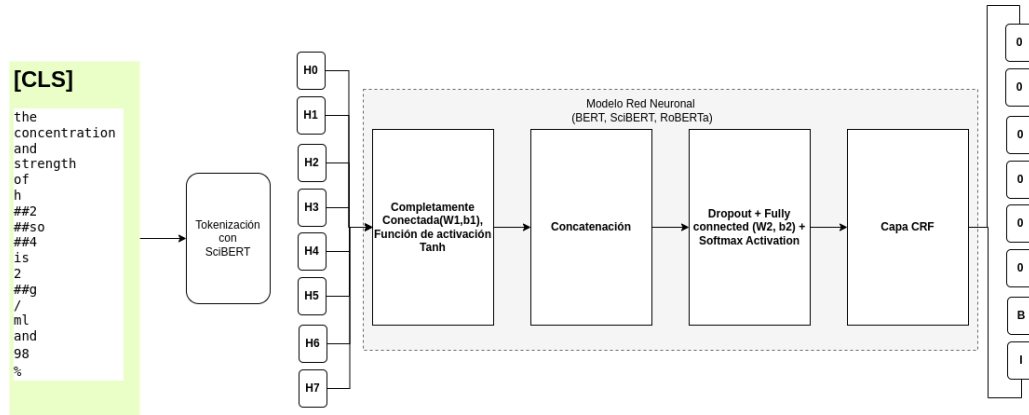 [CLS]
the
concentration
and
strength
of
h
##2
##so
##4
is
2
##g
/
ml
and
98
%
Tokenización
con
SciBERT
H0
H1
H2
H3
H4
H5
H6
H7
Modelo Red Neuronal
(BERT, SciBERT, RoBERTa)
Completamente
Conectada(W1,b1),
Función de activación
Tanh
Concatenación
Dropout + Fully
connected (W2, b2) +
Softmax Activation
Capa CRF
0
0
0
0
0
0
B
I